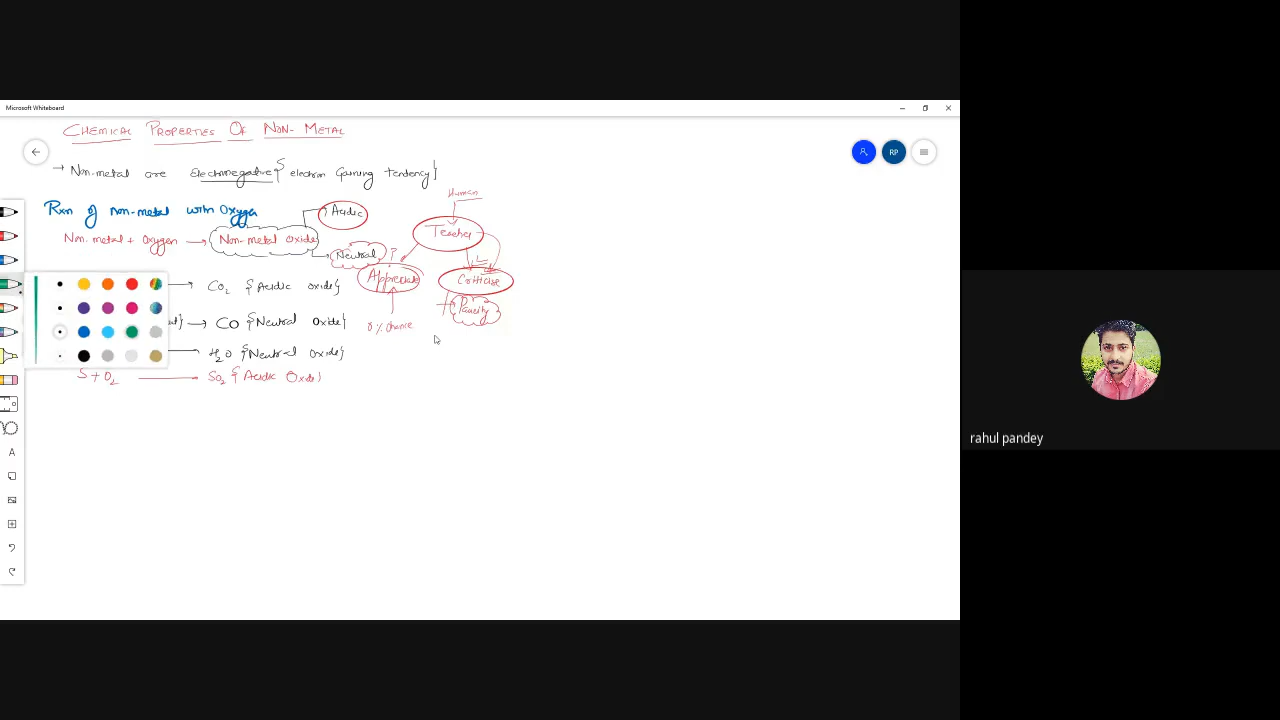 Microsoft Whiteboard
CHEMICAL PROPERTIES OF NON-METAL
→ Non-metal are Electronegative { electron Gaining tendency}
RP
Human
Rxn of non-metal with Oxygen
Acidic
Teacher
Non-metal + Oxygen → Non-metal oxide
Neutral ?
Appreciate
Criticise
CO2 { Acidic oxide}
Paucity
0% chance
→ CO {Neutral Oxide}
H2O {Neutral Oxide}
S + O2 → SO2 { Acidic Oxide}
A
rahul pandey